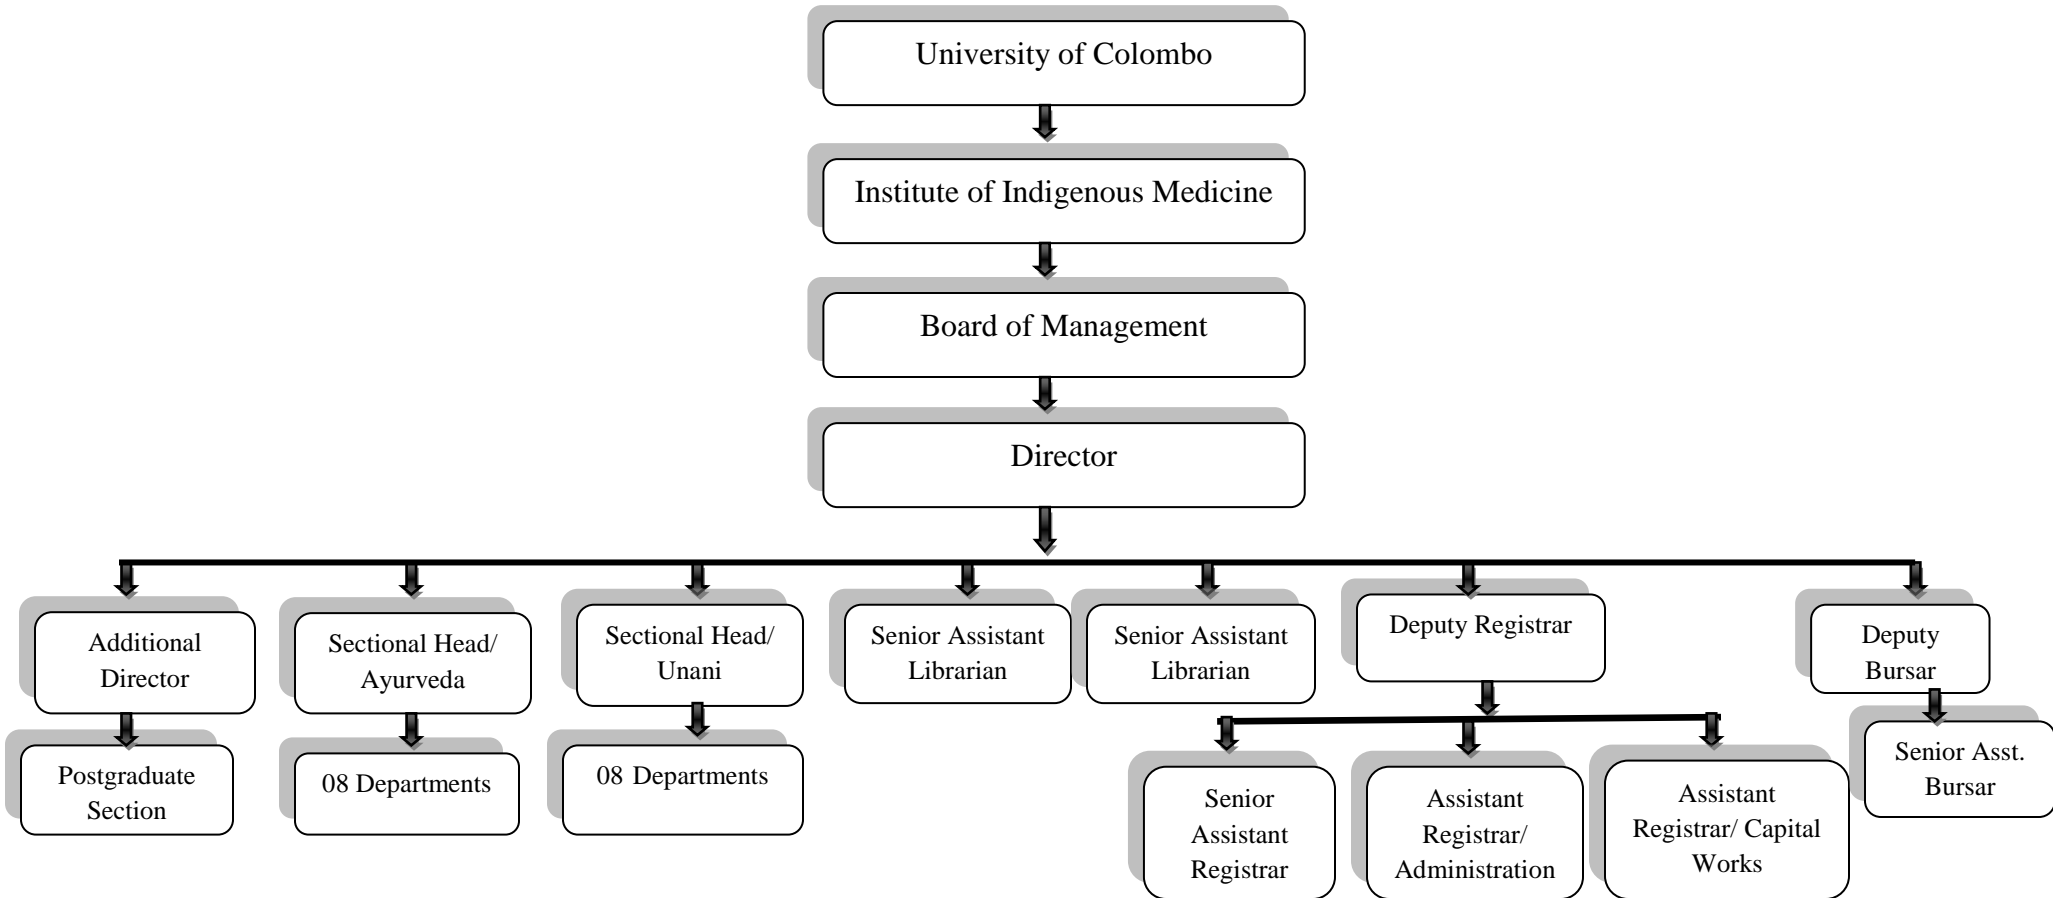 University of Colombo
Institute of Indigenous Medicine
Board of Management
Director
Additional
Director
Sectional Head/
Ayurveda
Sectional Head/
Unani
Senior Assistant
Librarian
Senior Assistant
Librarian
Deputy Registrar
Deputy
Bursar
Postgraduate
Section
08 Departments
08 Departments
Senior
Assistant
Registrar
Assistant
Registrar/
Administration
Assistant
Registrar/ Capital
Works
Senior Asst.
Bursar